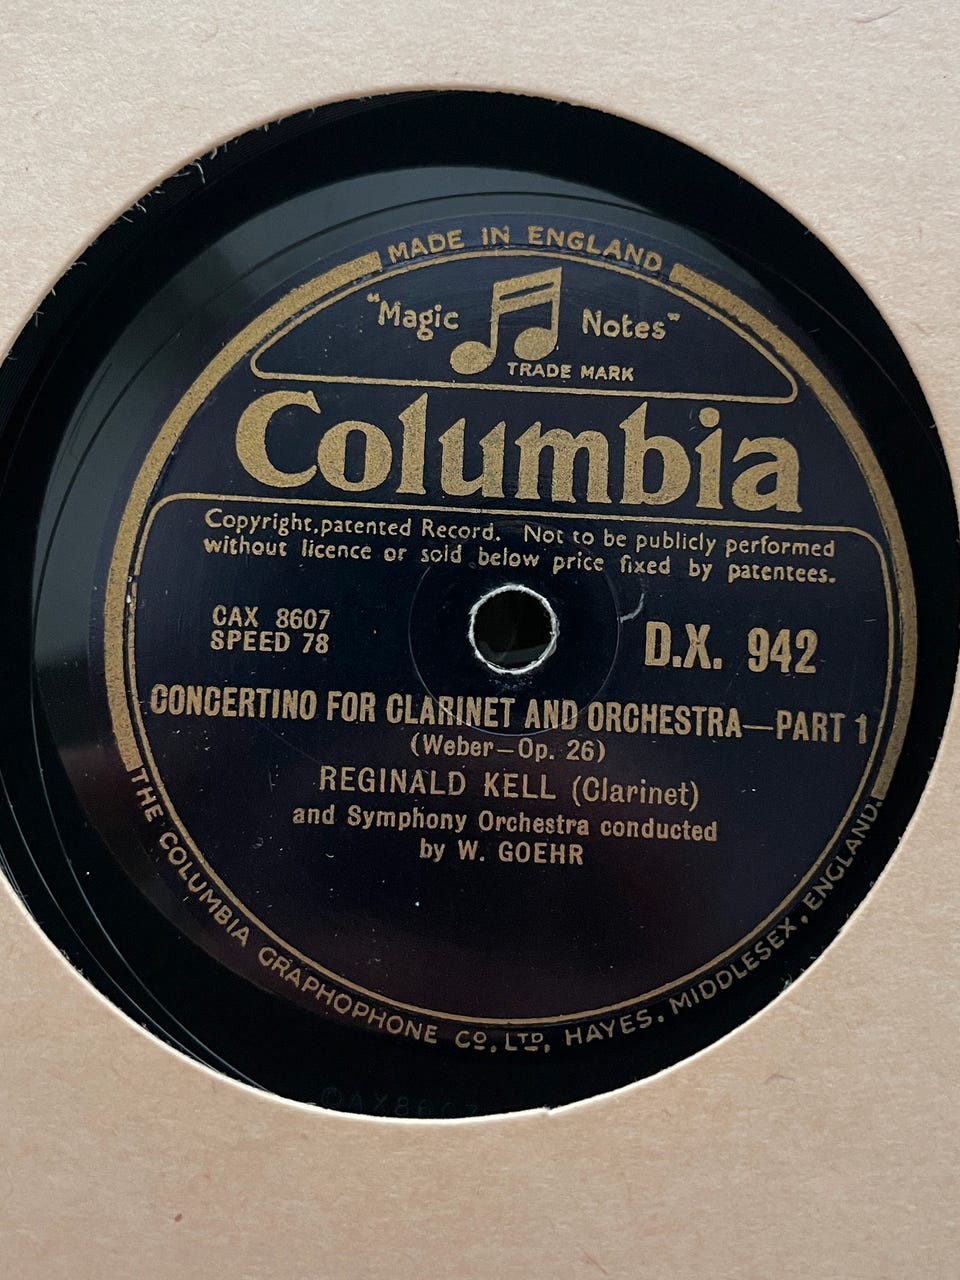 MADE IN ENGLAND
"Magic Notes"
TRADE MARK
Columbia
Copyright, patented Record. Not to be publicly performed
without licence or sold below price fixed by patentees.
CAX 8607
SPEED 78
D.X. 942
CONCERTINO FOR CLARINET AND ORCHESTRA—PART 1
(Weber—Op. 26)
REGINALD KELL (Clarinet)
and Symphony Orchestra conducted
by W. GOEHR
THE COLUMBIA GRAPHOPHONE CO. LTD, HAYES, MIDDLESEX, ENGLAND.
CAX8607